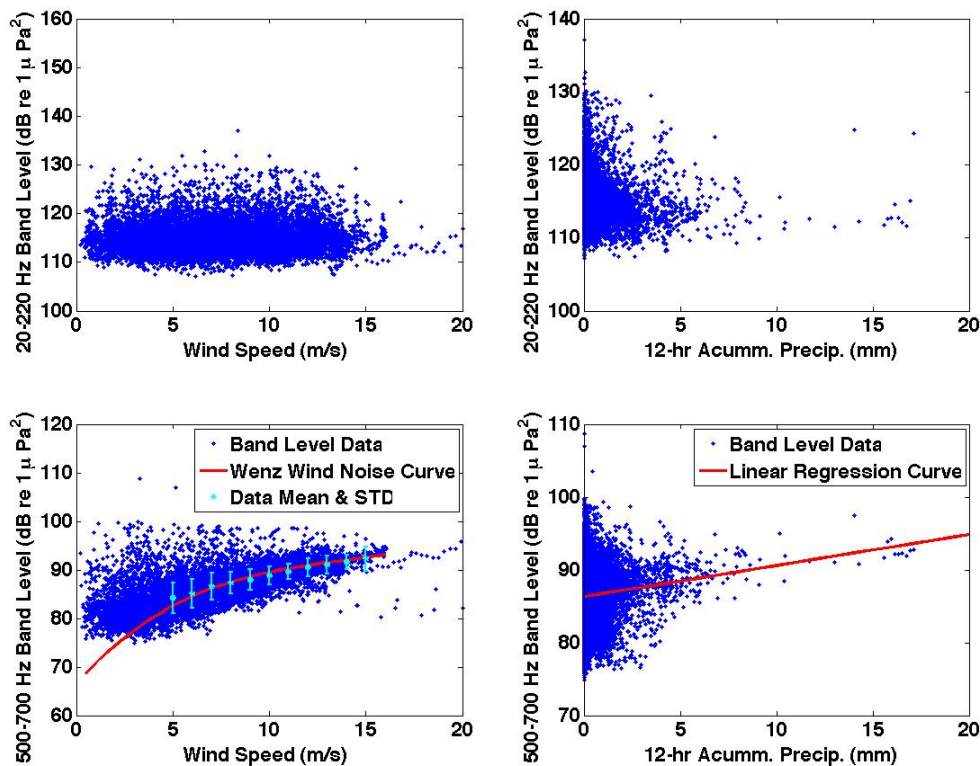 160
150
140
130
120
110
100
0 5 10 15 20
20-220 Hz Band Level (dB re 1 μ Pa²)
Wind Speed (m/s)
140
130
120
110
100
0 5 10 15 20
20-220 Hz Band Level (dB re 1 μ Pa²)
12-hr Acumm. Precip. (mm)
120
110
100
90
80
70
60
0 5 10 15 20
500-700 Hz Band Level (dB re 1 μ Pa²)
Wind Speed (m/s)
Band Level Data
Wenz Wind Noise Curve
Data Mean & STD
110
100
90
80
70
0 5 10 15 20
500-700 Hz Band Level (dB re 1 μ Pa²)
12-hr Acumm. Precip. (mm)
Band Level Data
Linear Regression Curve